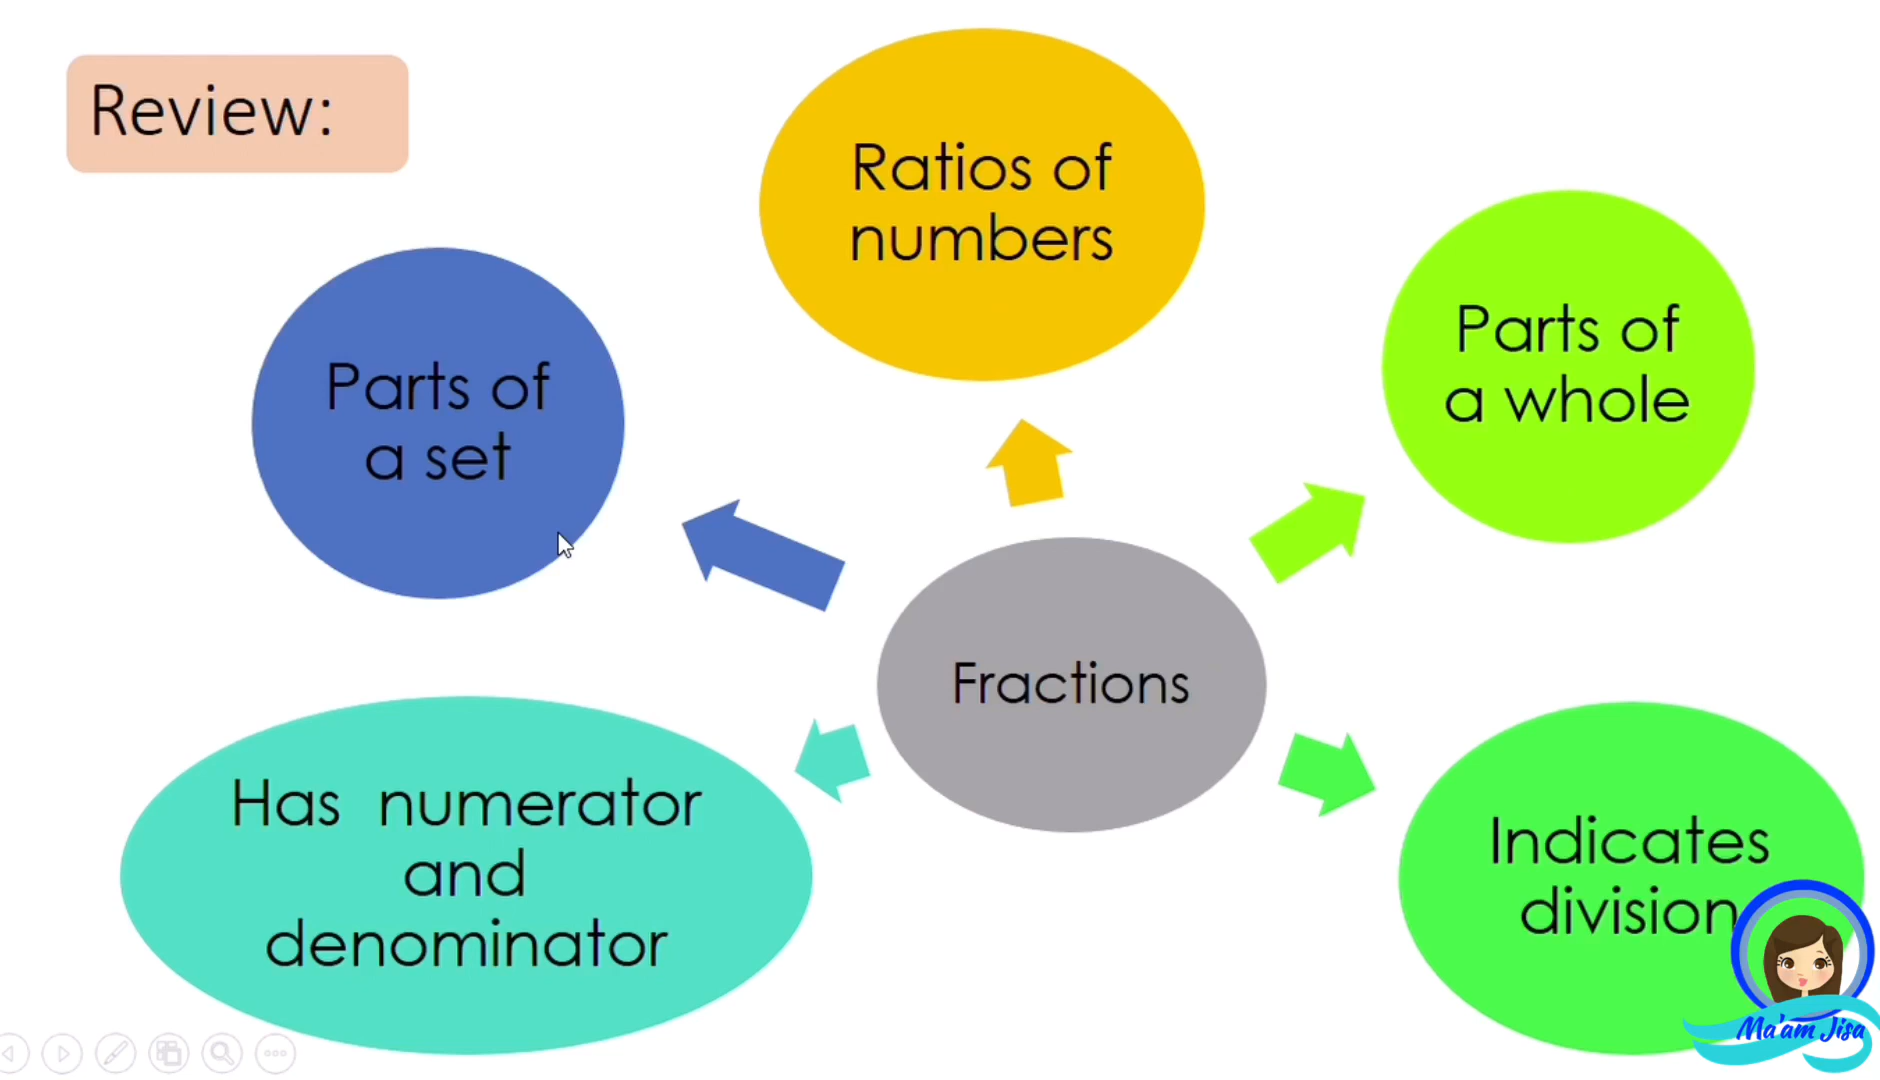 Review:
Ratios of
numbers
Parts of
a whole
Parts of
a set
Fractions
Has numerator
and
denominator
Indicates
division
Ma'am Jisa